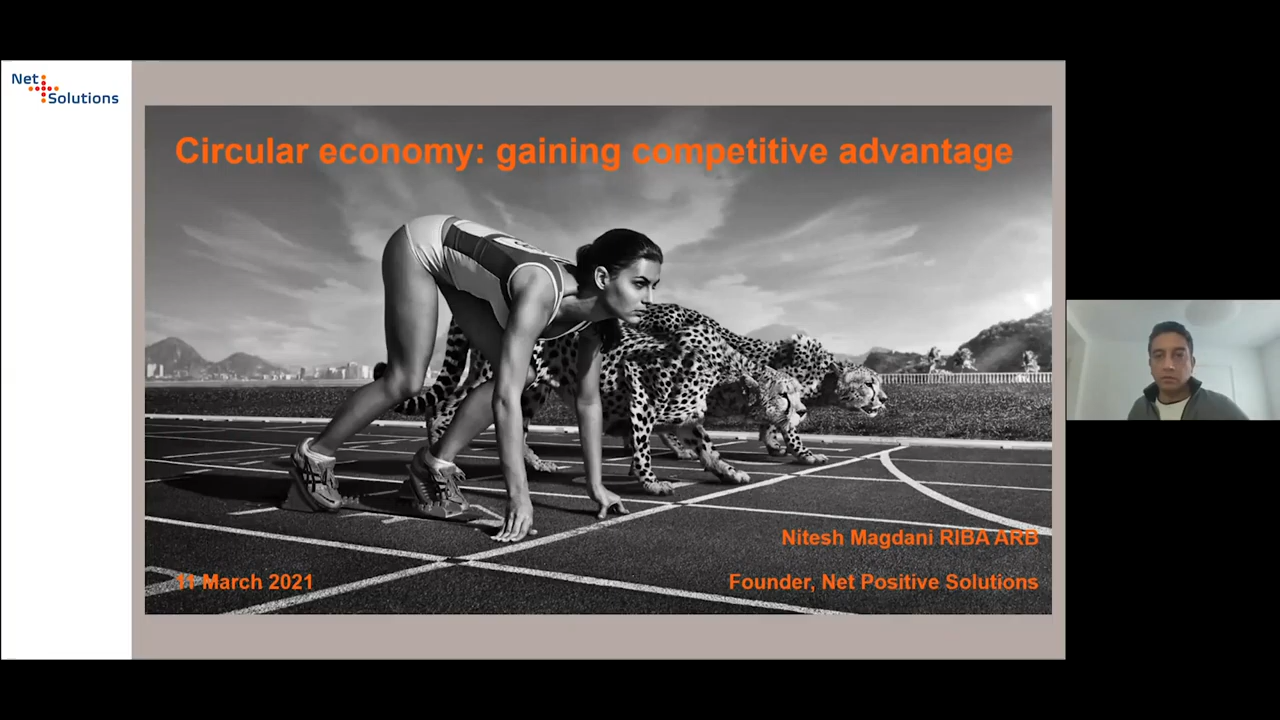 Net
Solutions
Circular economy: gaining competitive advantage
Nitesh Magdani RIBA ARB
11 March 2021
Founder, Net Positive Solutions